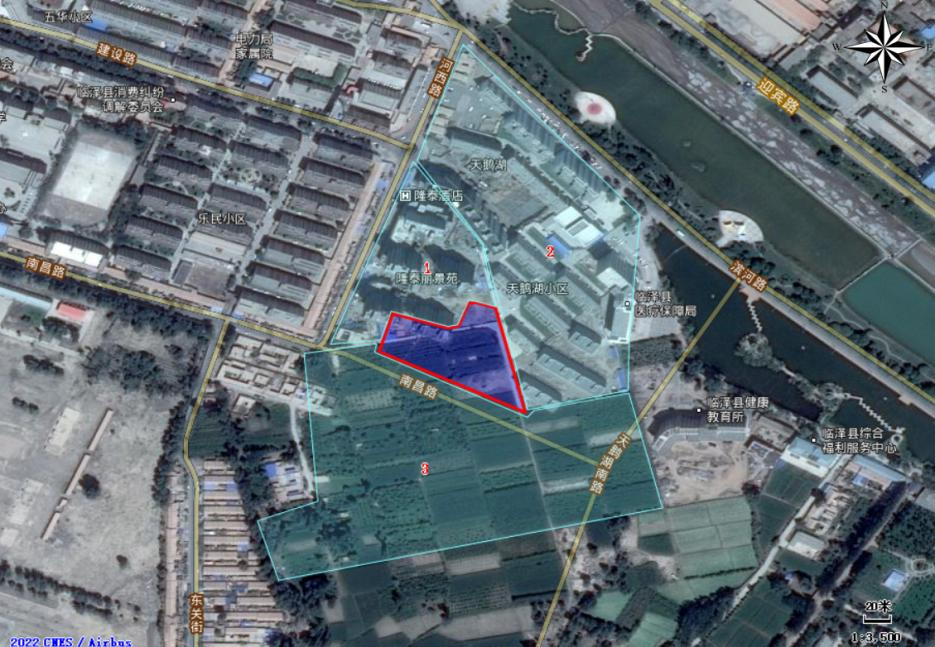 五华小区
N
建设路
电力局
家属院
河西路
迎宾路
W
E
S
临泽县消费纠纷
调解委员会
会
天鹅湖
H 隆泰酒店
乐民小区
2
南昌路
1
隆泰丽景苑
天鹅湖小区
滨河路
临泽县
医疗保障局
南昌路
临泽县健康
教育所
临泽县综合
福利服务中心
天鹅湖南路
3
东关街
20米
1:3,500
2022 CNES / Airbus